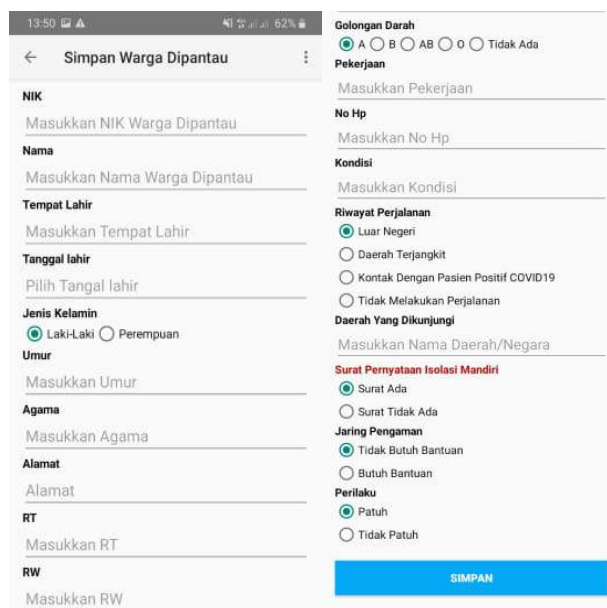 13:50
62%
Simpan Warga Dipantau
NIK
Masukkan NIK Warga Dipantau
Nama
Masukkan Nama Warga Dipantau
Tempat Lahir
Masukkan Tempat Lahir
Tanggal lahir
Pilih Tangal lahir
Jenis Kelamin
Laki-Laki Perempuan
Umur
Masukkan Umur
Agama
Masukkan Agama
Alamat
Alamat
RT
Masukkan RT
RW
Masukkan RW
Golongan Darah
A B AB O Tidak Ada
Pekerjaan
Masukkan Pekerjaan
No Hp
Masukkan No Hp
Kondisi
Masukkan Kondisi
Riwayat Perjalanan
Luar Negeri
Daerah Terjangkit
Kontak Dengan Pasien Positif COVID19
Tidak Melakukan Perjalanan
Daerah Yang Dikunjungi
Masukkan Nama Daerah/Negara
Surat Pernyataan Isolasi Mandiri
Surat Ada
Surat Tidak Ada
Jaring Pengaman
Tidak Butuh Bantuan
Butuh Bantuan
Perilaku
Patuh
Tidak Patuh
SIMPAN